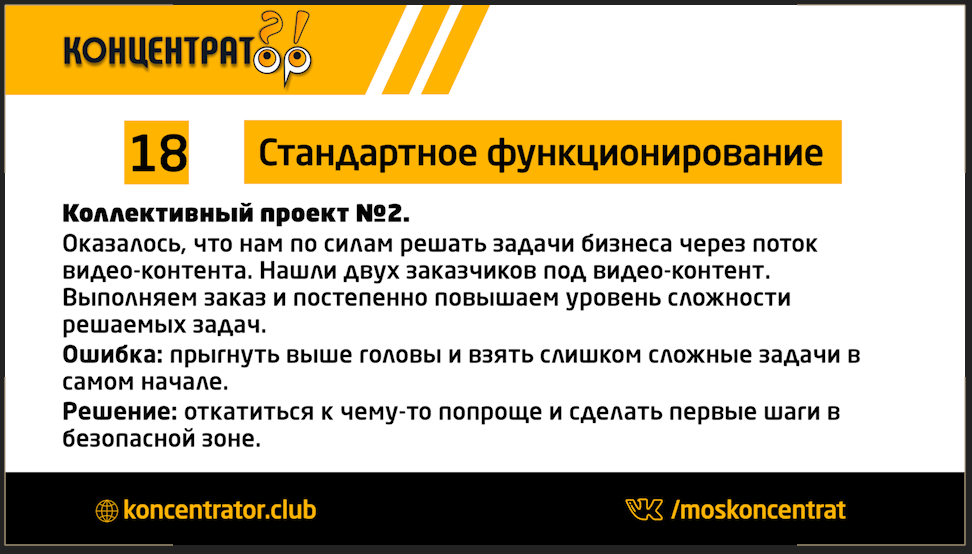 КОНЦЕНТРАТОР
?!
18
Стандартное функционирование
Коллективный проект №2.
Оказалось, что нам по силам решать задачи бизнеса через поток
видео-контента. Нашли двух заказчиков под видео-контент.
Выполняем заказ и постепенно повышаем уровень сложности
решаемых задач.
Ошибка: прыгнуть выше головы и взять слишком сложные задачи в
самом начале.
Решение: откатиться к чему-то попроще и сделать первые шаги в
безопасной зоне.
koncentrator.club
/moskoncentrat